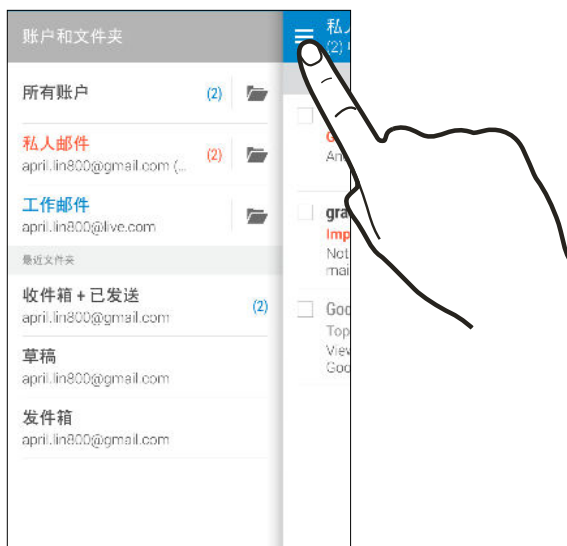 账户和文件夹
所有账户 (2)
私人邮件
april.lin800@gmail.com (... (2)
工作邮件
april.lin800@live.com
最近文件夹
收件箱 + 已发送
april.lin800@gmail.com (2)
草稿
april.lin800@gmail.com
发件箱
april.lin800@gmail.com
私人
(2)
gra
Imp
Not
mai
Goo
Top
View
Goo